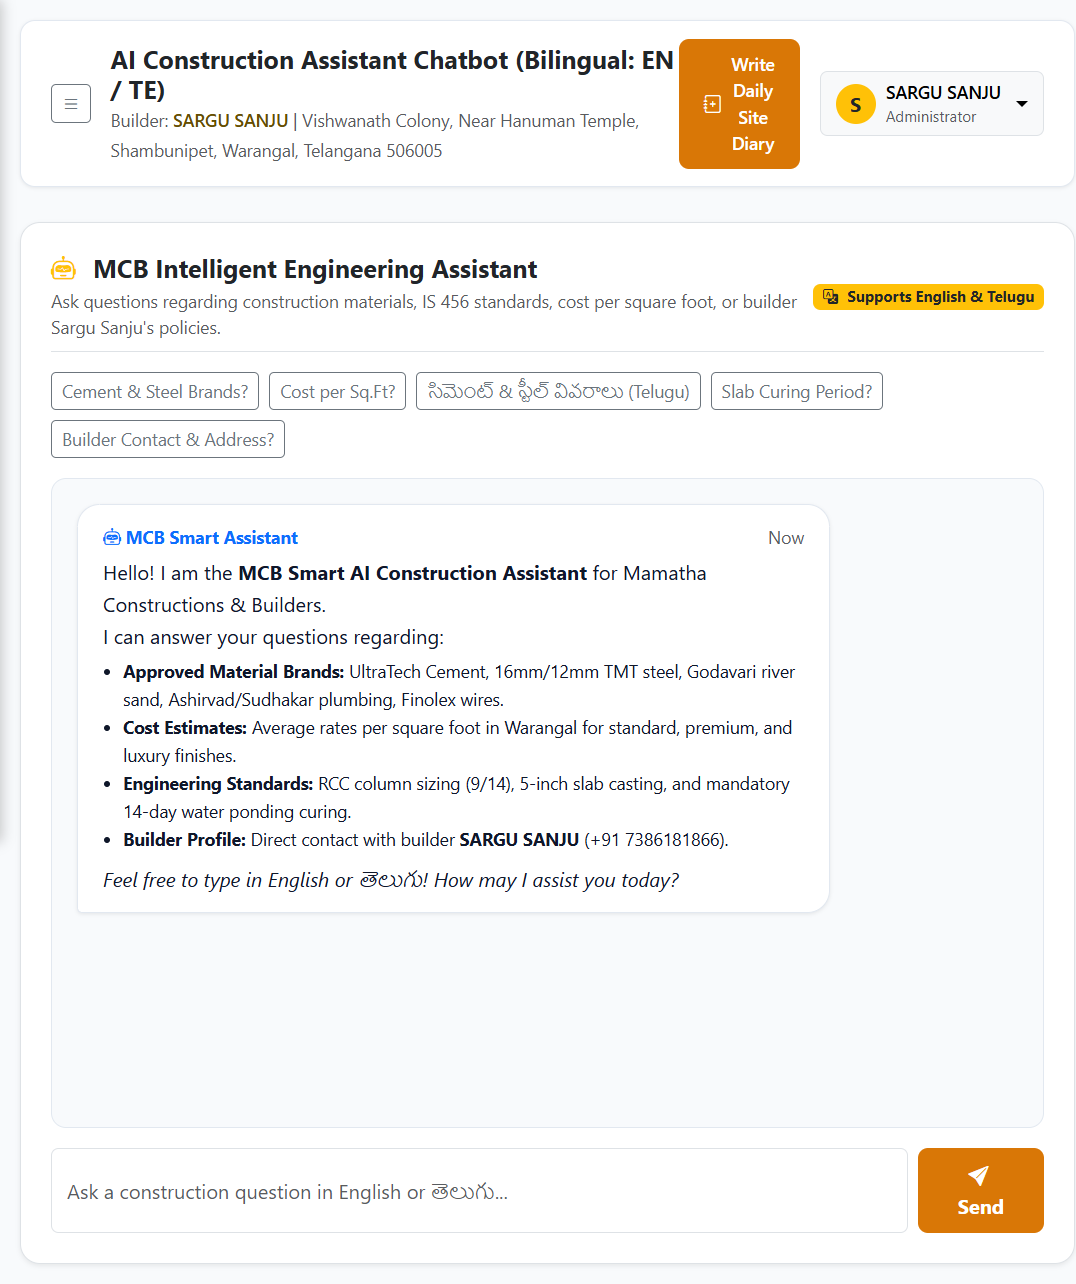 AI Construction Assistant Chatbot (Bilingual: EN
/ TE)
Builder: SARGU SANJU | Vishwanath Colony, Near Hanuman Temple,
Shambunipet, Warangal, Telangana 506005
Write
Daily
Site
Diary
S
SARGU SANJU
Administrator
MCB Intelligent Engineering Assistant
Ask questions regarding construction materials, IS 456 standards, cost per square foot, or builder
Sargu Sanju's policies.
Supports English & Telugu
Cement & Steel Brands?
Cost per Sq.Ft?
సిమెంట్ & స్టీల్ వివరాలు (Telugu)
Slab Curing Period?
Builder Contact & Address?
MCB Smart Assistant
Now
Hello! I am the MCB Smart AI Construction Assistant for Mamatha
Constructions & Builders.
I can answer your questions regarding:
• Approved Material Brands: UltraTech Cement, 16mm/12mm TMT steel, Godavari river
sand, Ashirvad/Sudhakar plumbing, Finolex wires.
• Cost Estimates: Average rates per square foot in Warangal for standard, premium, and
luxury finishes.
• Engineering Standards: RCC column sizing (9/14), 5-inch slab casting, and mandatory
14-day water ponding curing.
• Builder Profile: Direct contact with builder SARGU SANJU (+91 7386181866).
Feel free to type in English or తెలుగు! How may I assist you today?
Ask a construction question in English or తెలుగు...
Send